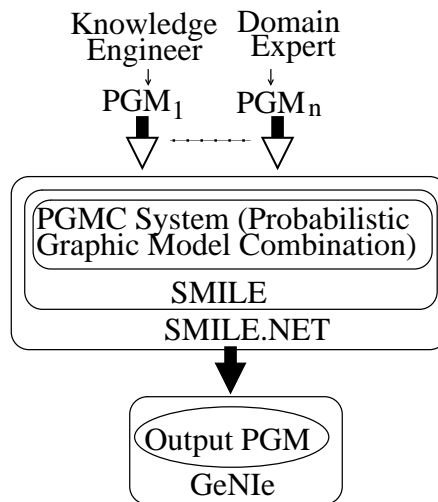 Knowledge Engineer
Domain Expert
PGM1
PGMn
PGMC System (Probabilistic
Graphic Model Combination)
SMILE
SMILE.NET
Output PGM
GeNIe